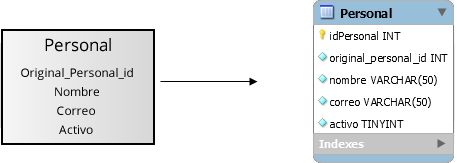 Personal
Original_Personal_id
Nombre
Correo
Activo
Personal
idPersonal INT
original_personal_id INT
nombre VARCHAR(50)
correo VARCHAR(50)
activo TINYINT
Indexes